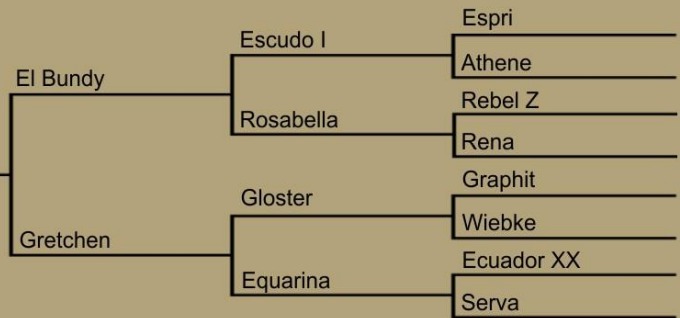 Espri
Escudo I
Athene
El Bundy
Rebel Z
Rosabella
Rena
Graphit
Gloster
Wiebke
Gretchen
Ecuador XX
Equarina
Serva